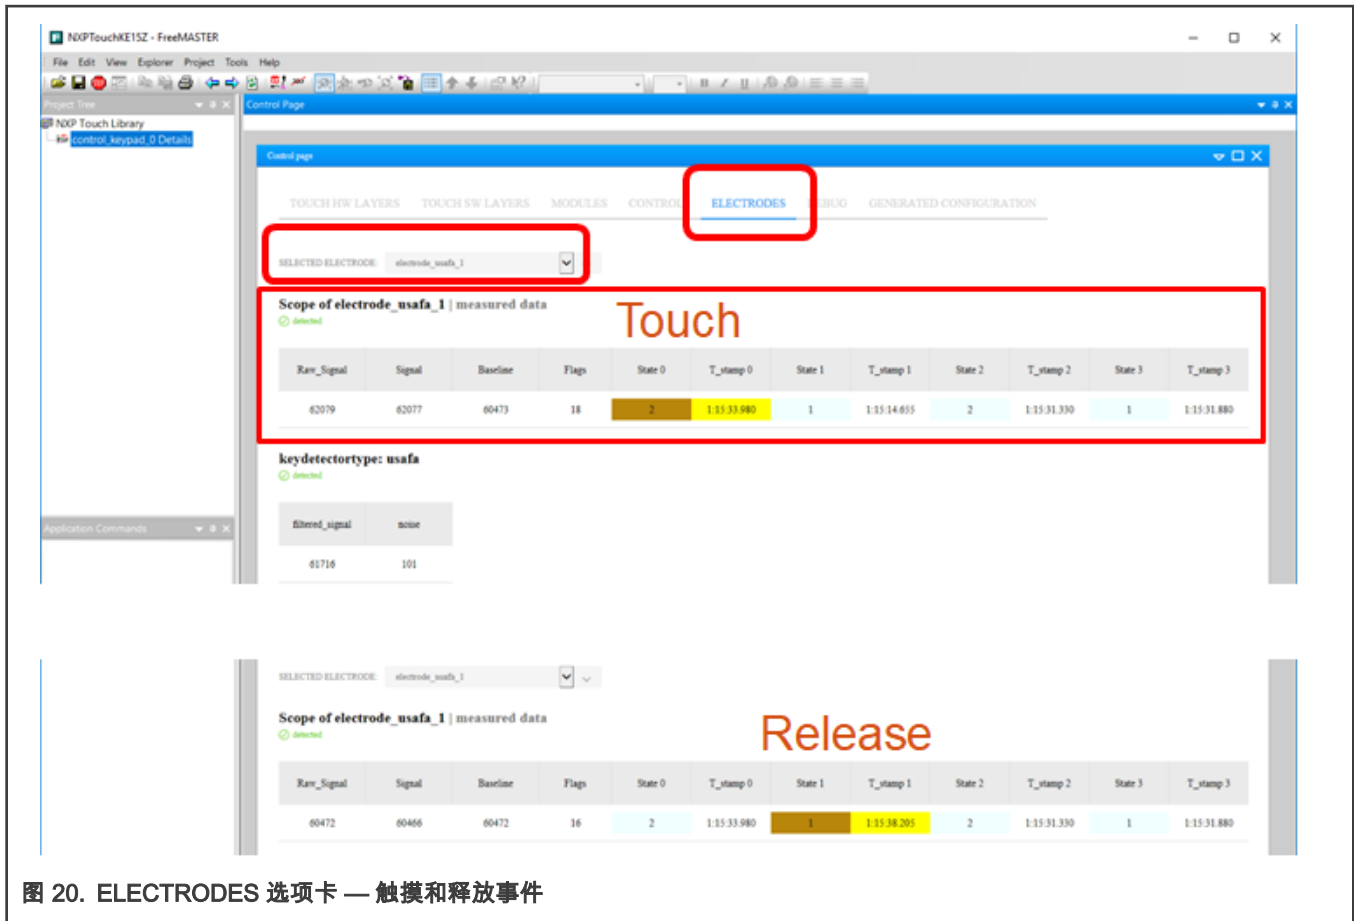 NXPTouchKE15Z - FreeMASTER
File Edit View Explorer Project Tools Help
Project Tree
Control Page
NXP Touch Library
control_keypad_0 Details
Control page
TOUCH HW LAYERS TOUCH SW LAYERS MODULES CONTROL ELECTRODES DEBUG GENERATED CONFIGURATION
SELECTED ELECTRODE: electrode_usafa_1
Scope of electrode_usafa_1 | measured data
detected
Touch
Raw_Signal Signal Baseline Flags State 0 T_stamp 0 State 1 T_stamp 1 State 2 T_stamp 2 State 3 T_stamp 3
62079 62077 60473 18 2 1:15:33.980 1 1:15:14.655 2 1:15:31.330 1 1:15:31.880
keydetectortype: usafa
detected
Application Commands
filtered_signal noise
61716 101
SELECTED ELECTRODE: electrode_usafa_1
Scope of electrode_usafa_1 | measured data
detected
Release
Raw_Signal Signal Baseline Flags State 0 T_stamp 0 State 1 T_stamp 1 State 2 T_stamp 2 State 3 T_stamp 3
60472 60466 60472 16 2 1:15:33.980 1 1:15:38.205 2 1:15:31.330 1 1:15:31.880
图 20. ELECTRODES 选项卡 — 触摸和释放事件